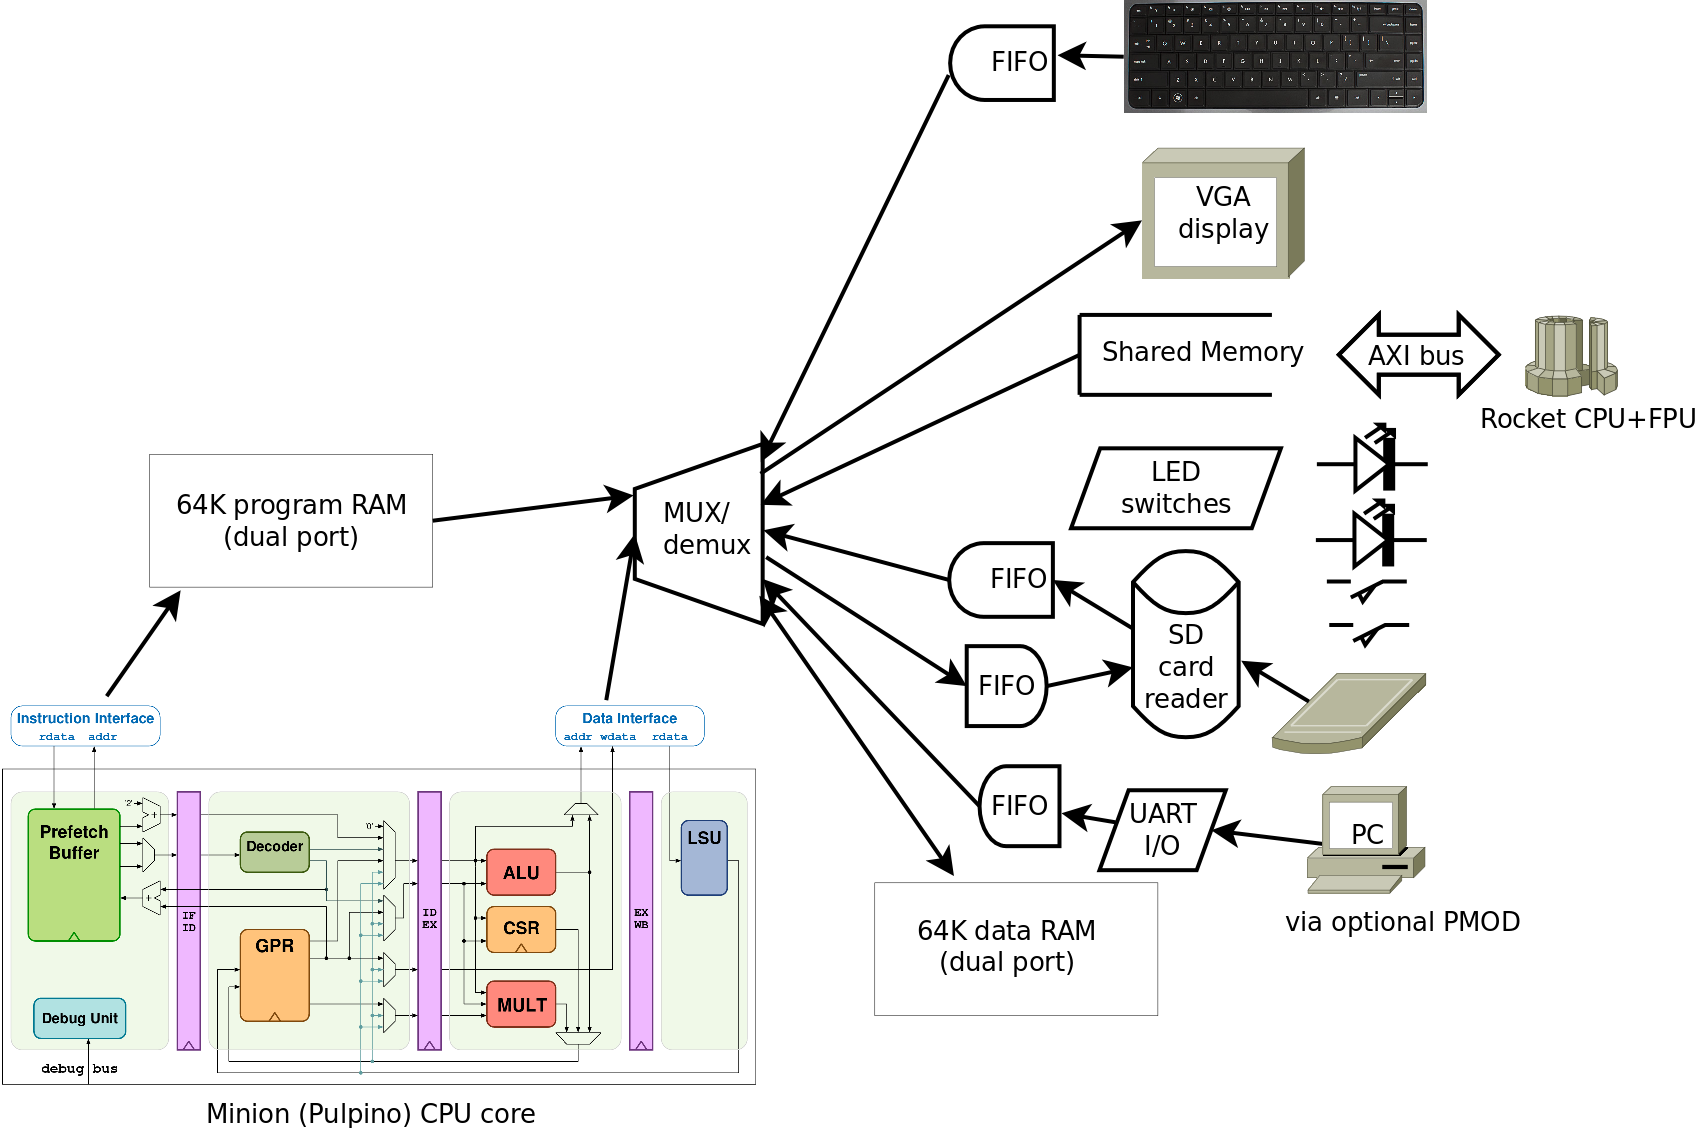 FIFO
VGA
display
Shared Memory
AXI bus
Rocket CPU+FPU
LED
switches
64K program RAM
(dual port)
MUX/
demux
FIFO
SD
card
reader
FIFO
FIFO
UART
I/O
PC
via optional PMOD
64K data RAM
(dual port)
Instruction Interface
rdata addr
Data Interface
addr wdata rdata
Prefetch
Buffer
'2'
+
+
IF
ID
Decoder
'0'
GPR
ID
EX
ALU
CSR
MULT
EX
WB
LSU
Debug Unit
debug bus
Minion (Pulpino) CPU core